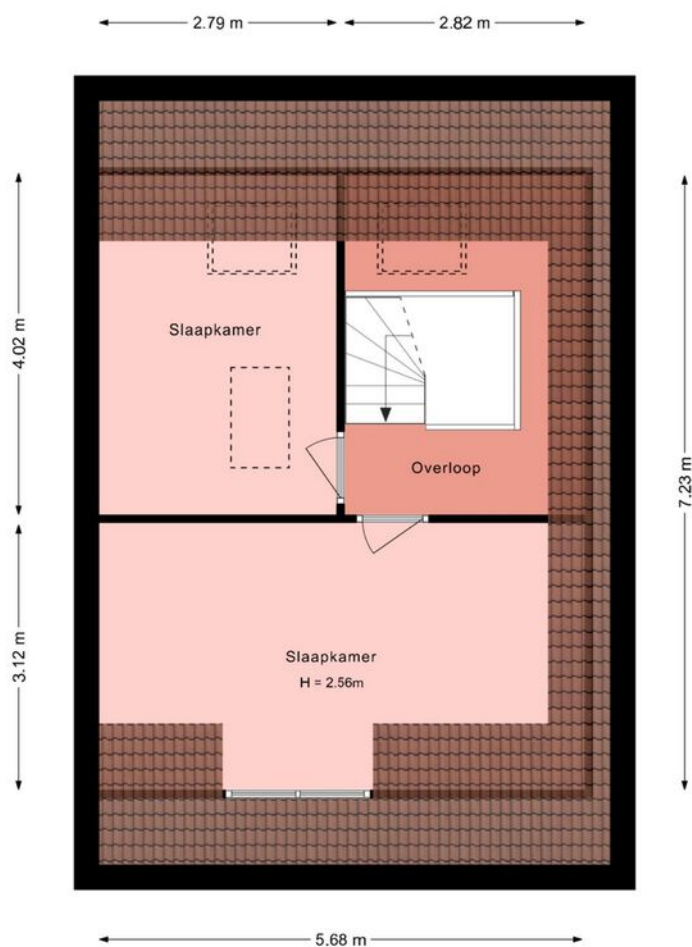 2.79 m
2.82 m
4.02 m
Slaapkamer
7.23 m
Overloop
3.12 m
Slaapkamer
H = 2.56m
5.68 m